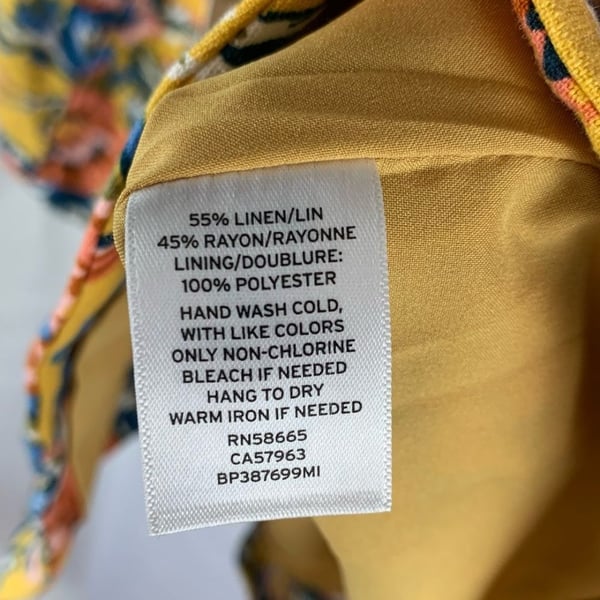 55% LINEN/LIN
45% RAYON/RAYONNE
LINING/DOUBLURE:
100% POLYESTER
HAND WASH COLD,
WITH LIKE COLORS
ONLY NON-CHLORINE
BLEACH IF NEEDED
HANG TO DRY
WARM IRON IF NEEDED
RN58665
CA57963
BP387699MI